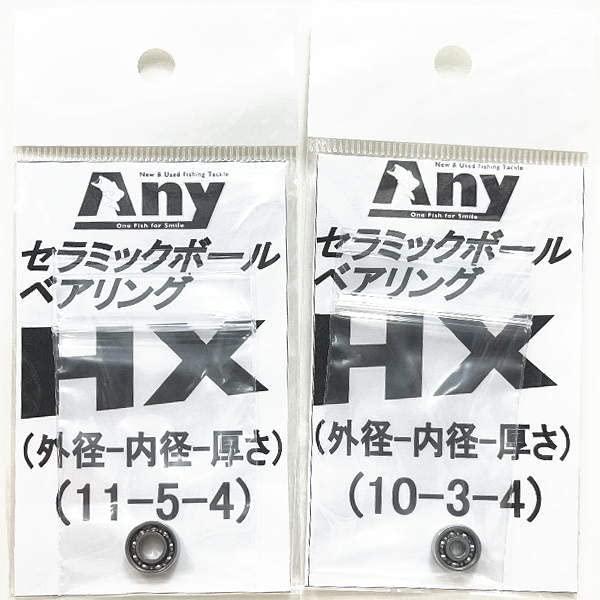 New & Used Fishing Tackle
Any
One Fish for Smile
セラミックボール
ベアリング
HX
(外径-内径-厚さ)
(11-5-4)
New & Used Fishing Tackle
Any
One Fish for Smile
セラミックボール
ベアリング
HX
(外径-内径-厚さ)
(10-3-4)